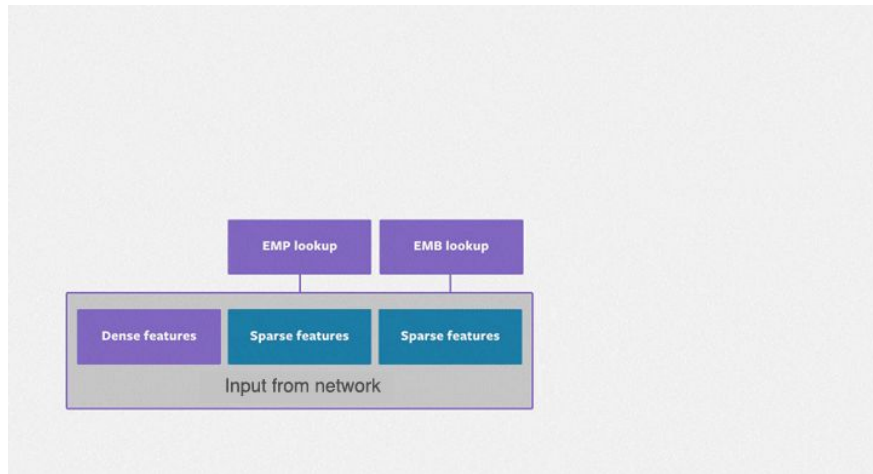 EMP lookup
EMB lookup
Dense features
Sparse features
Sparse features
Input from network